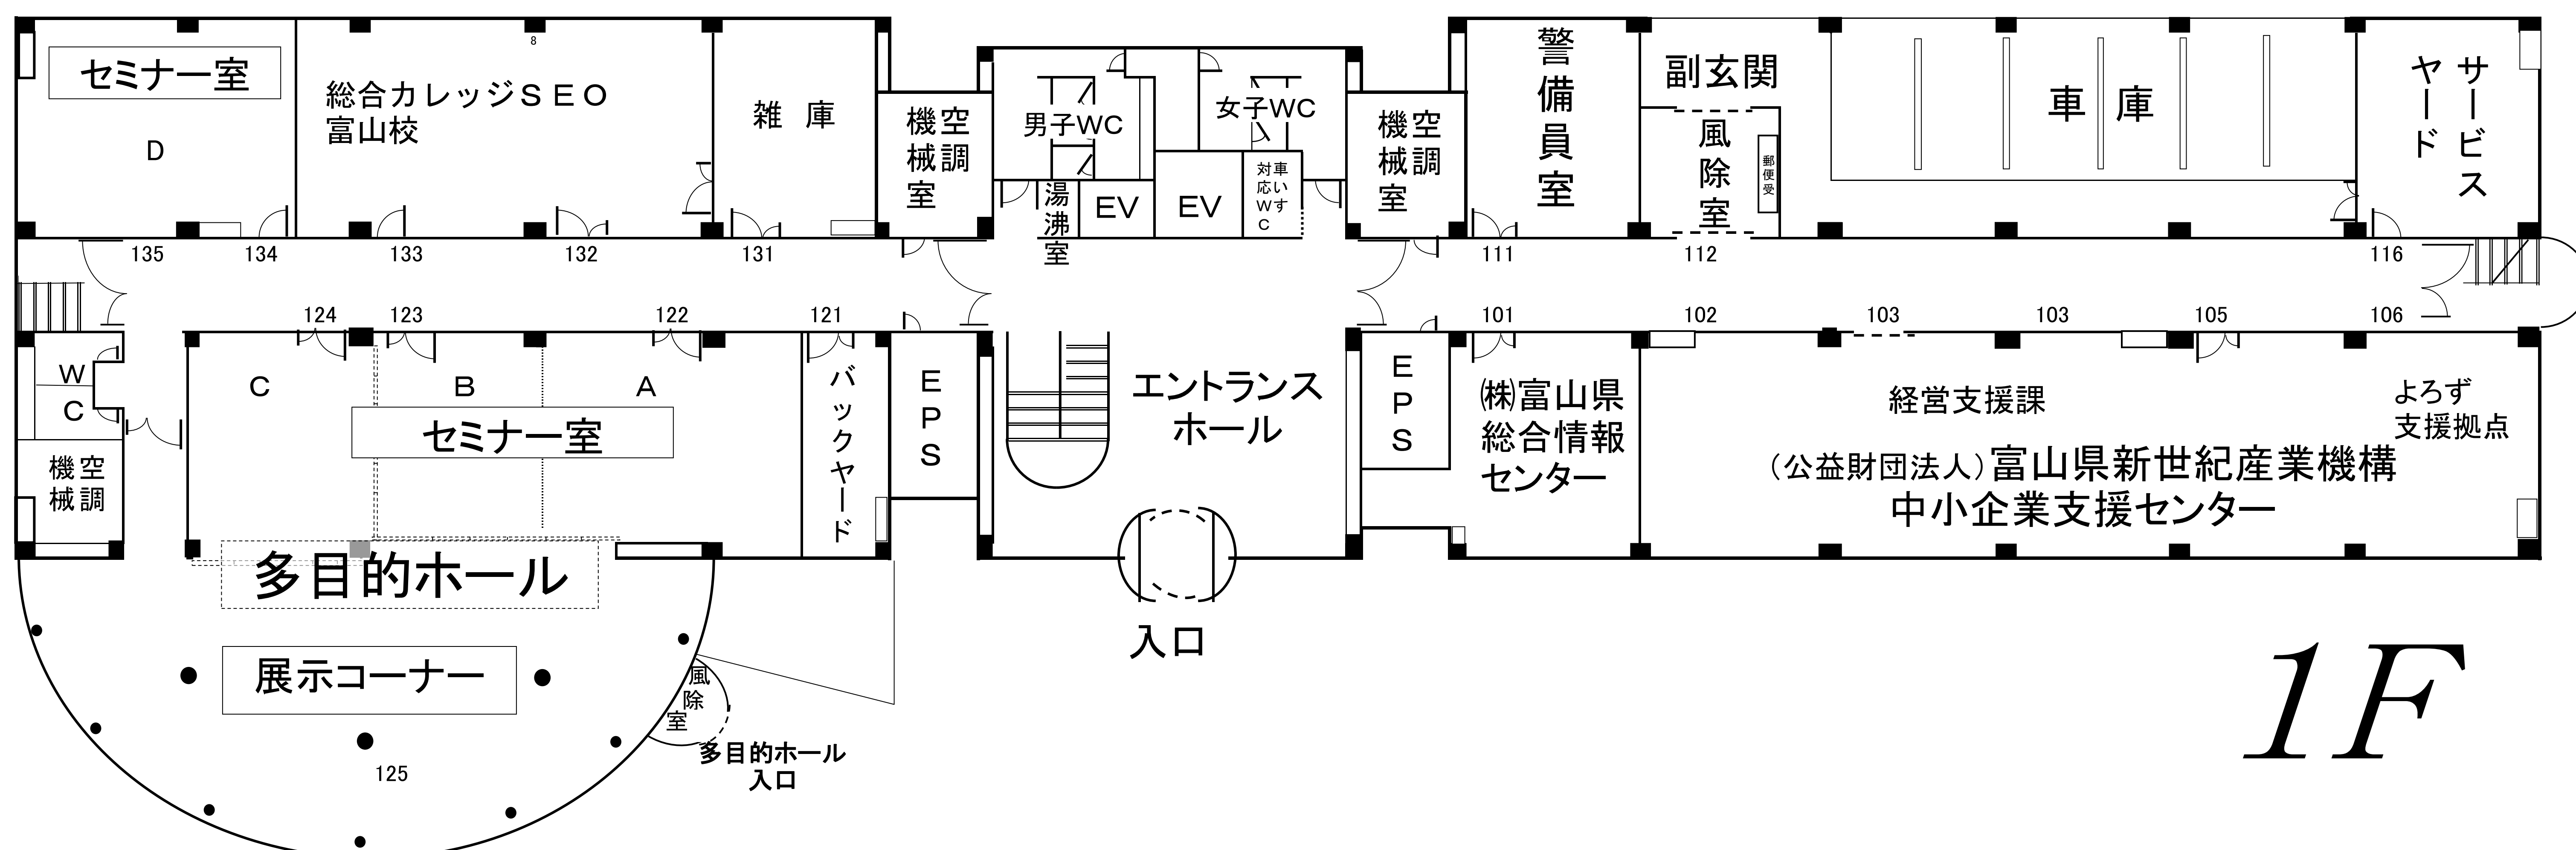 セミナー室
D
8
総合カレッジＳＥＯ
富山校
雑 庫
空調
機械室
男子WC
女子WC
湯沸室
EV
EV
車いす
対応ＷＣ
空調
機械室
警備員室
副玄関
風除室
郵便受
車 庫
サービス
ヤード
135
134
133
132
131
111
112
116
124
123
122
121
101
102
103
103
105
106
ＷＣ
空調
機械
C
B
A
セミナー室
バックヤード
ＥＰＳ
エントランス
ホール
ＥＰＳ
㈱富山県
総合情報
センター
経営支援課
よろず
支援拠点
（公益財団法人）富山県新世紀産業機構
中小企業支援センター
多目的ホール
展示コーナー
125
風除室
多目的ホール
入口
入口
1F